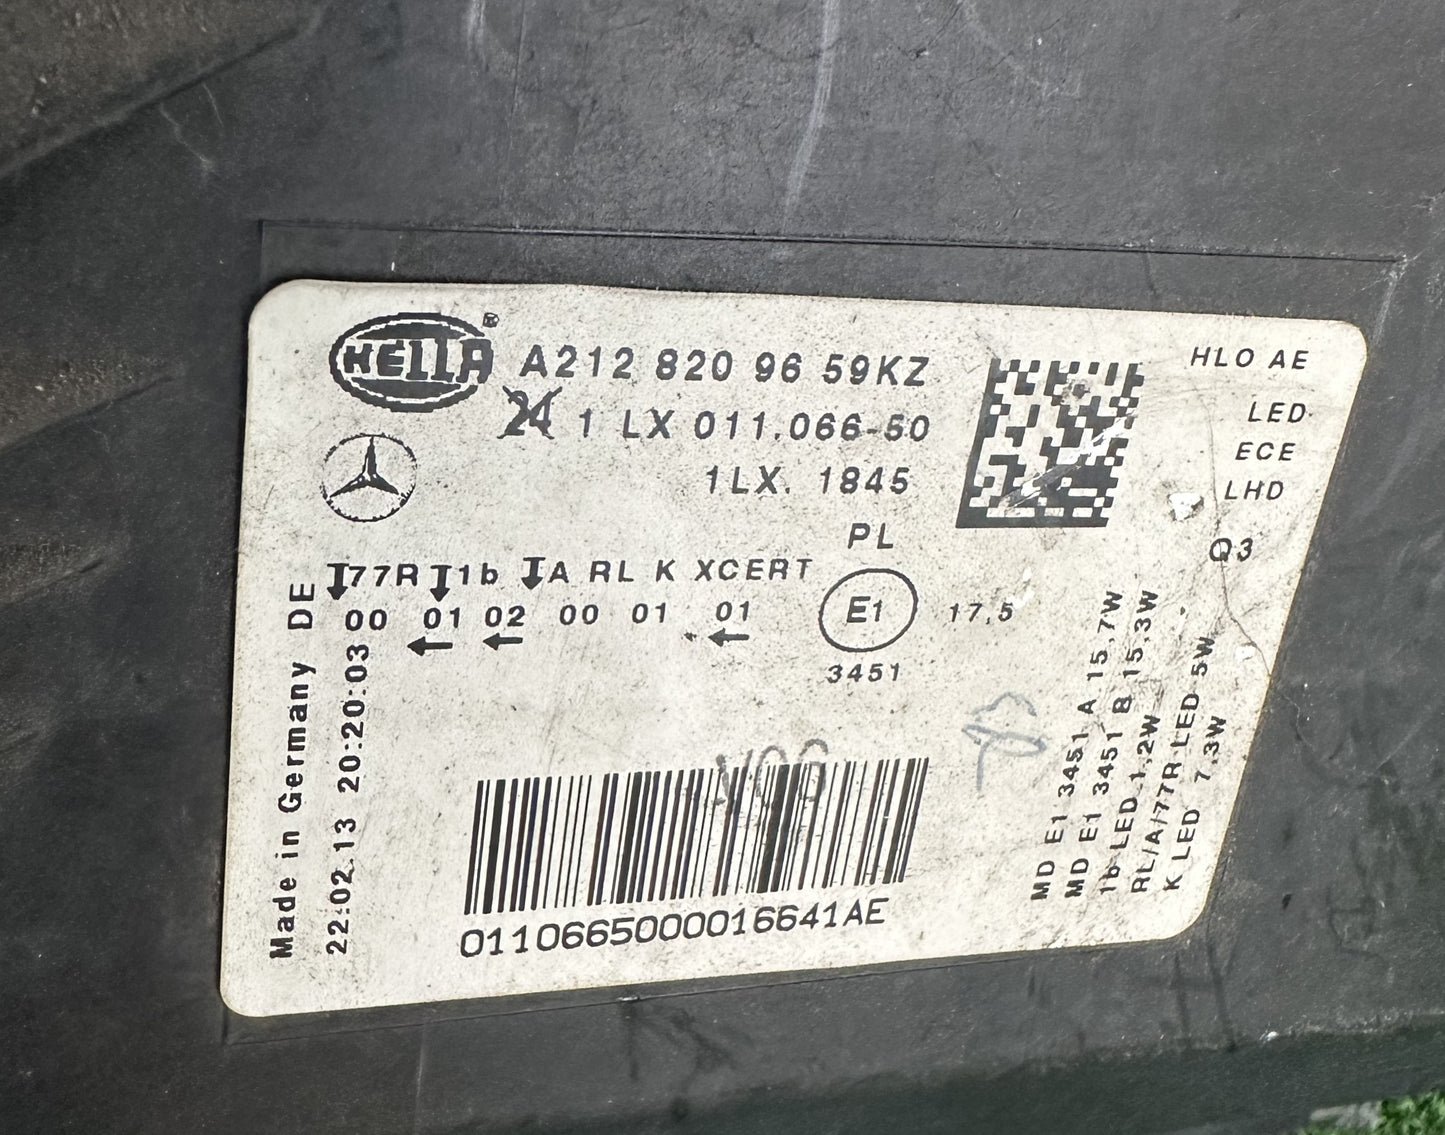 HELLA ® A212 820 96 59KZ
24 1 LX 011.066-50
1LX. 1845
HLO AE
LED
ECE
LHD
Q3
PL
77R 1b A RL K XCERT
00 01 02 00 01 01
E1
3451
17,5
Made in Germany DE
22.02.13 20:20:03
MD E1 3451 A 15,7W
MD E1 3451 B 15,3W
1b LED 1,2W
RL/A/77R LED 5W
K LED 7,3W
0110665000016641AE